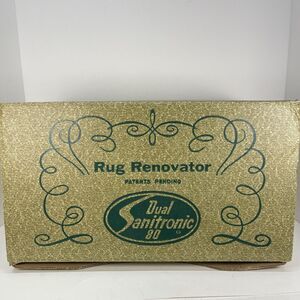 Rug Renovator
PATENTS PENDING
Dual
Sanitronic
80